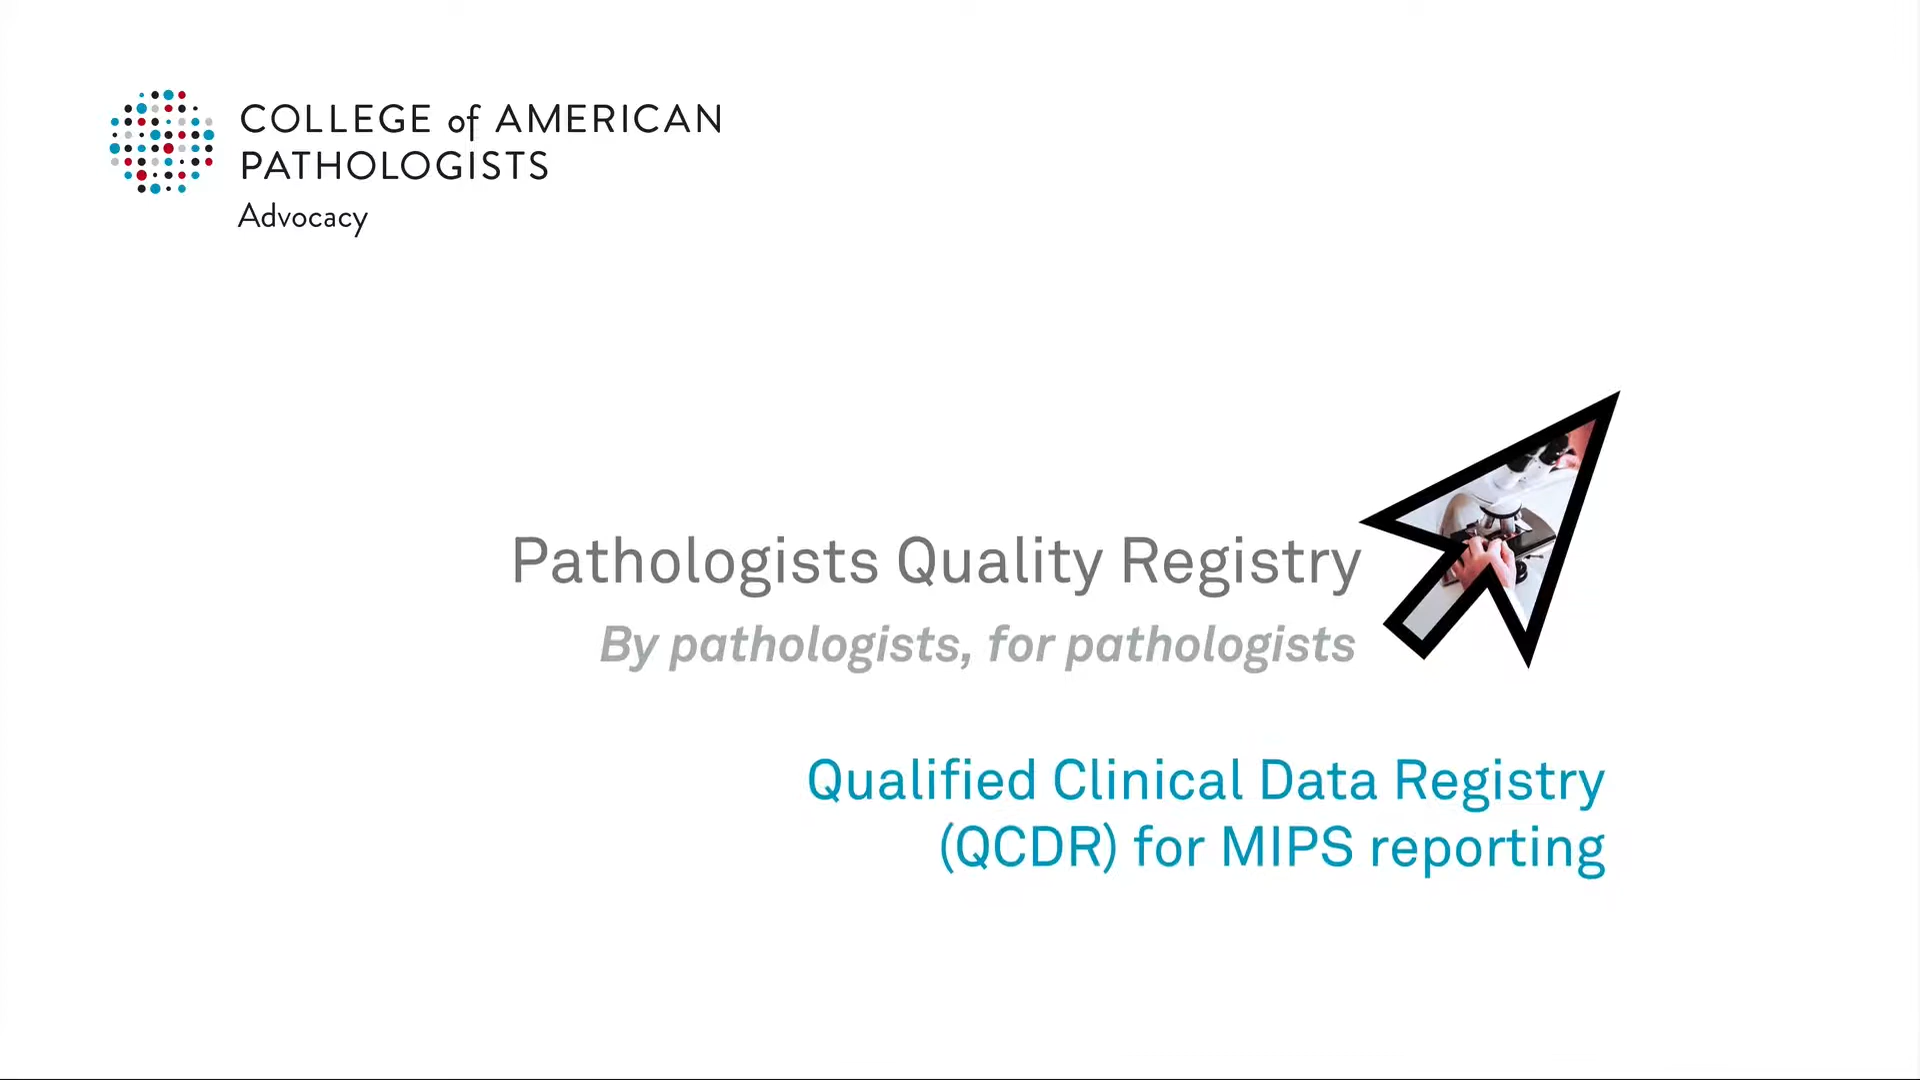 COLLEGE of AMERICAN
PATHOLOGISTS
Advocacy
Pathologists Quality Registry
By pathologists, for pathologists
Qualified Clinical Data Registry
(QCDR) for MIPS reporting